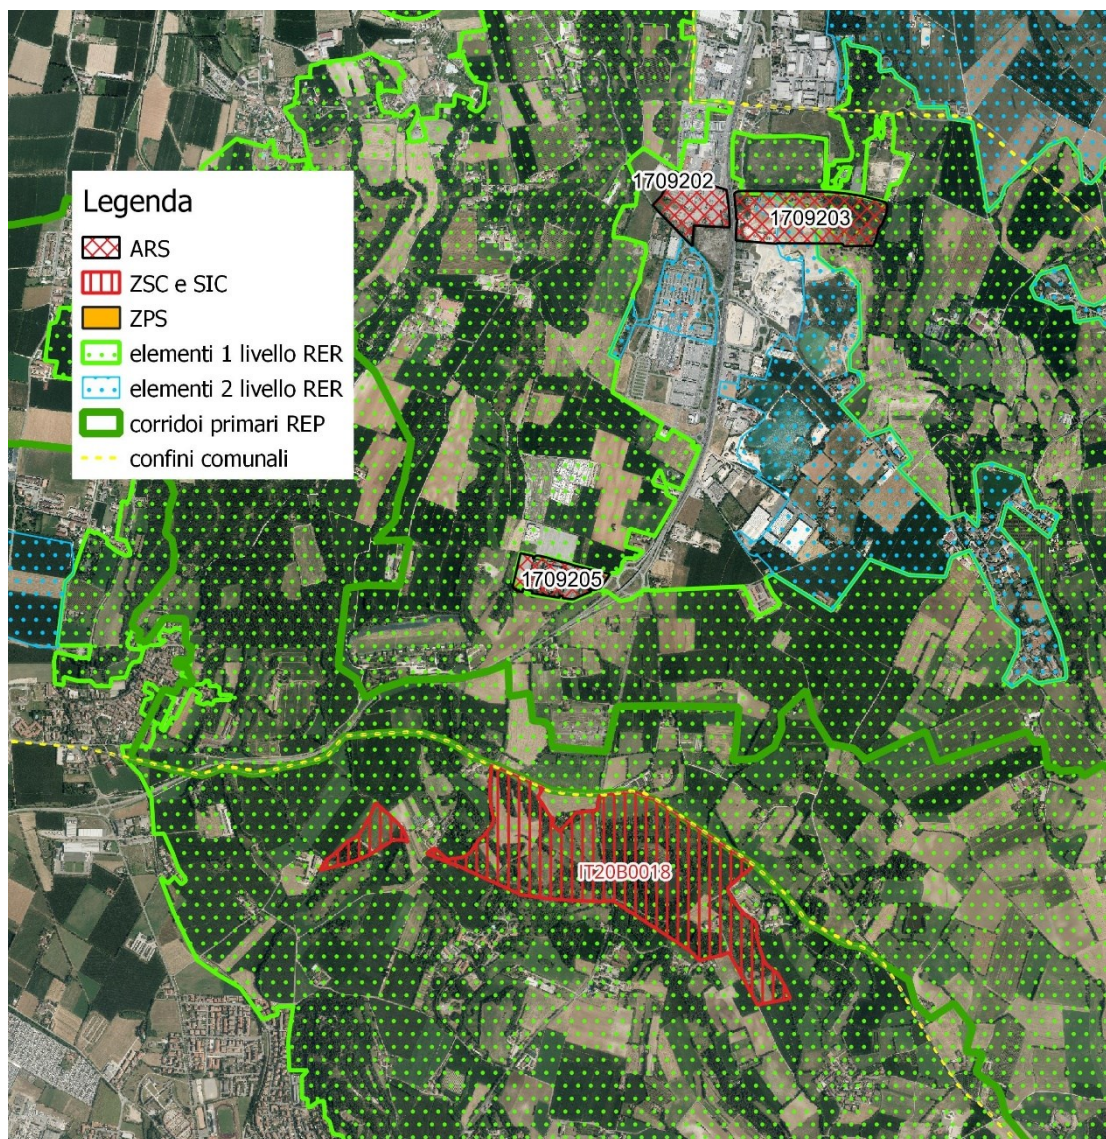 1709202
1709203
Legenda
ARS
ZSC e SIC
ZPS
elementi 1 livello RER
elementi 2 livello RER
corridoi primari REP
confini comunali
1709205
IT20B0018